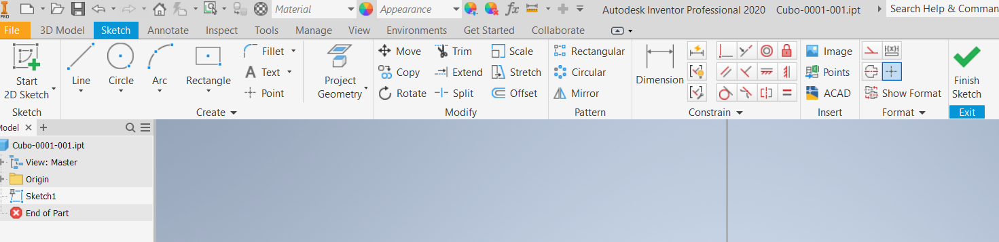 PRO Material Appearance fx Autodesk Inventor Professional 2020 Cubo-0001-001.ipt Search Help & Comman
File 3D Model Sketch Annotate Inspect Tools Manage View Environments Get Started Collaborate
Start
2D Sketch
Sketch
Line
Circle
Arc
Rectangle
Fillet
Text
Point
Project
Geometry
Create
Move Trim Scale
Copy Extend Stretch
Rotate Split Offset
Modify
Rectangular
Circular
Mirror
Pattern
Dimension
Constrain
Image
Points
ACAD
Insert
Show Format
Format
Finish
Sketch
Exit
Model
Cubo-0001-001.ipt
View: Master
Origin
Sketch1
End of Part